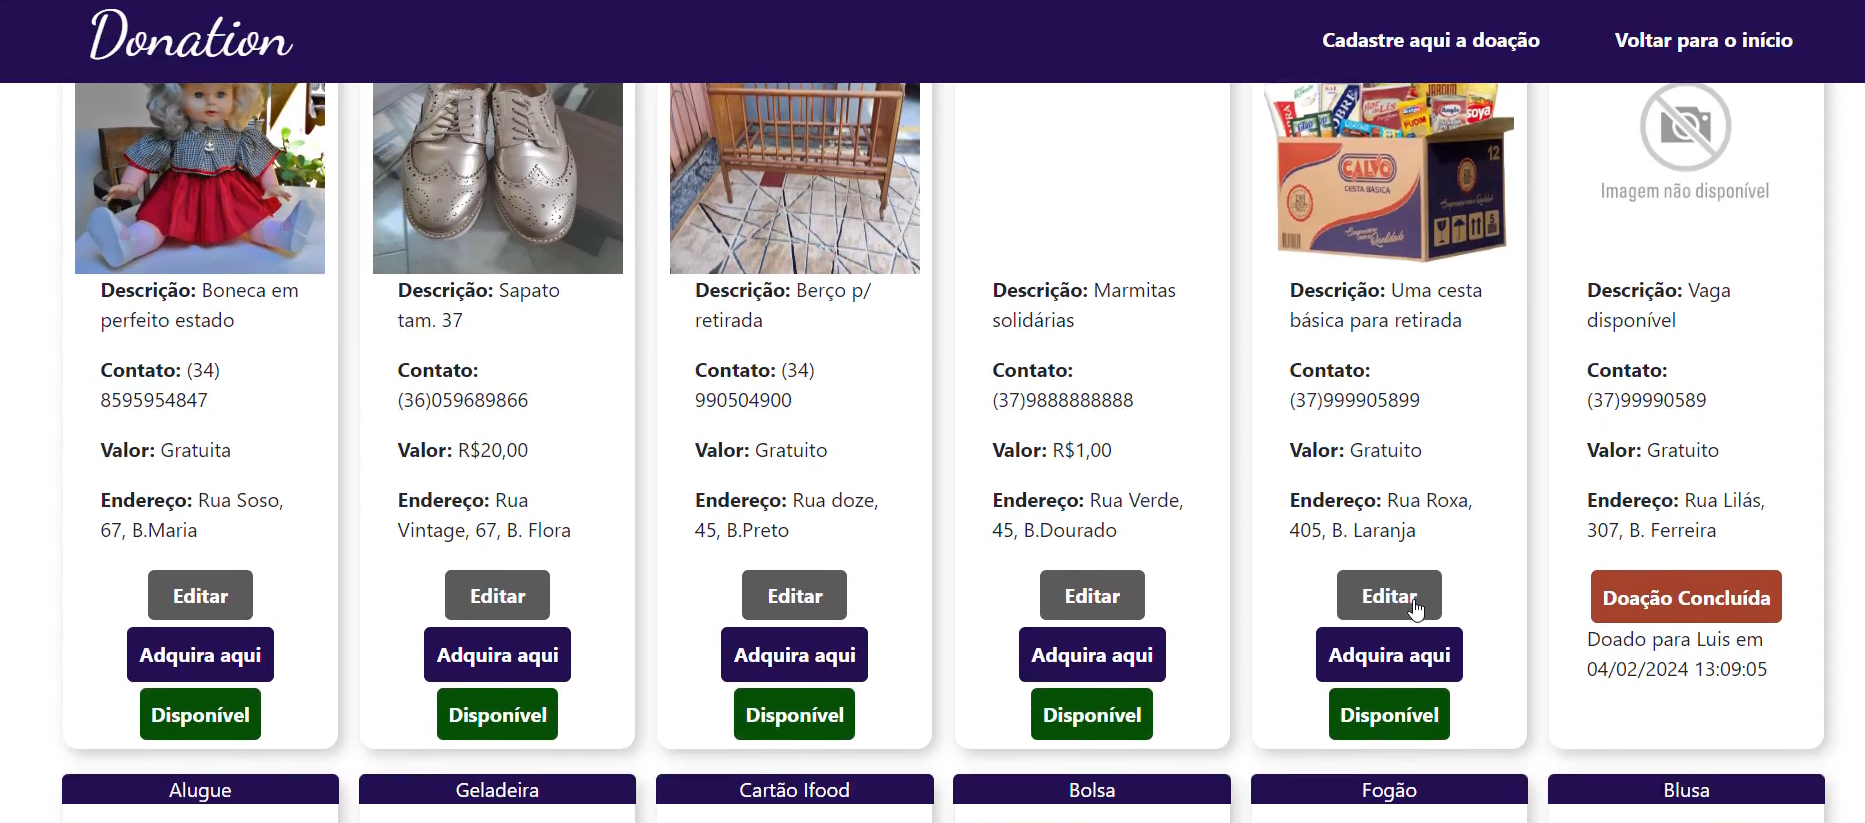 Donation
Cadastre aqui a doação
Voltar para o início
CALVO
CESTA BÁSICA
12
SOYA
PUDIM
JARDIM
Imagem não disponível
Descrição: Boneca em
perfeito estado
Contato: (34)
8595954847
Valor: Gratuita
Endereço: Rua Soso,
67, B.Maria
Editar
Adquira aqui
Disponível
Descrição: Sapato
tam. 37
Contato:
(36)059689866
Valor: R$20,00
Endereço: Rua
Vintage, 67, B. Flora
Editar
Adquira aqui
Disponível
Descrição: Berço p/
retirada
Contato: (34)
990504900
Valor: Gratuito
Endereço: Rua doze,
45, B.Preto
Editar
Adquira aqui
Disponível
Descrição: Marmitas
solidárias
Contato:
(37)9888888888
Valor: R$1,00
Endereço: Rua Verde,
45, B.Dourado
Editar
Adquira aqui
Disponível
Descrição: Uma cesta
básica para retirada
Contato:
(37)999905899
Valor: Gratuito
Endereço: Rua Roxa,
405, B. Laranja
Editar
Adquira aqui
Disponível
Descrição: Vaga
disponível
Contato:
(37)99990589
Valor: Gratuito
Endereço: Rua Lilás,
307, B. Ferreira
Doação Concluída
Doado para Luis em
04/02/2024 13:09:05
Alugue
Geladeira
Cartão Ifood
Bolsa
Fogão
Blusa